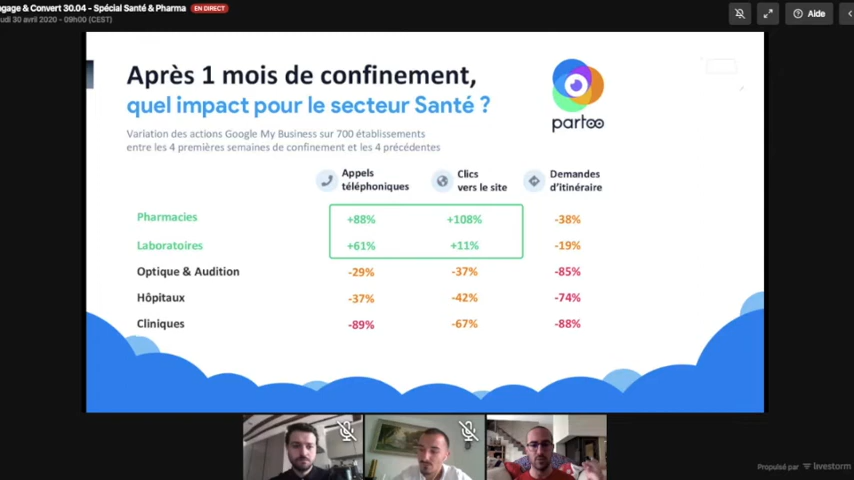 ngage & Convert 30.04 - Spécial Santé & Pharma EN DIRECT
udi 30 avril 2020 - 09h00 (CEST)
Aide
Après 1 mois de confinement,
quel impact pour le secteur Santé ?
partoo
Variation des actions Google My Business sur 700 établissements
entre les 4 premières semaines de confinement et les 4 précédentes
Appels téléphoniques Clics vers le site Demandes d'itinéraire
Pharmacies +88% +108% -38%
Laboratoires +61% +11% -19%
Optique & Audition -29% -37% -85%
Hôpitaux -37% -42% -74%
Cliniques -89% -67% -88%
Propulsé par livestorm